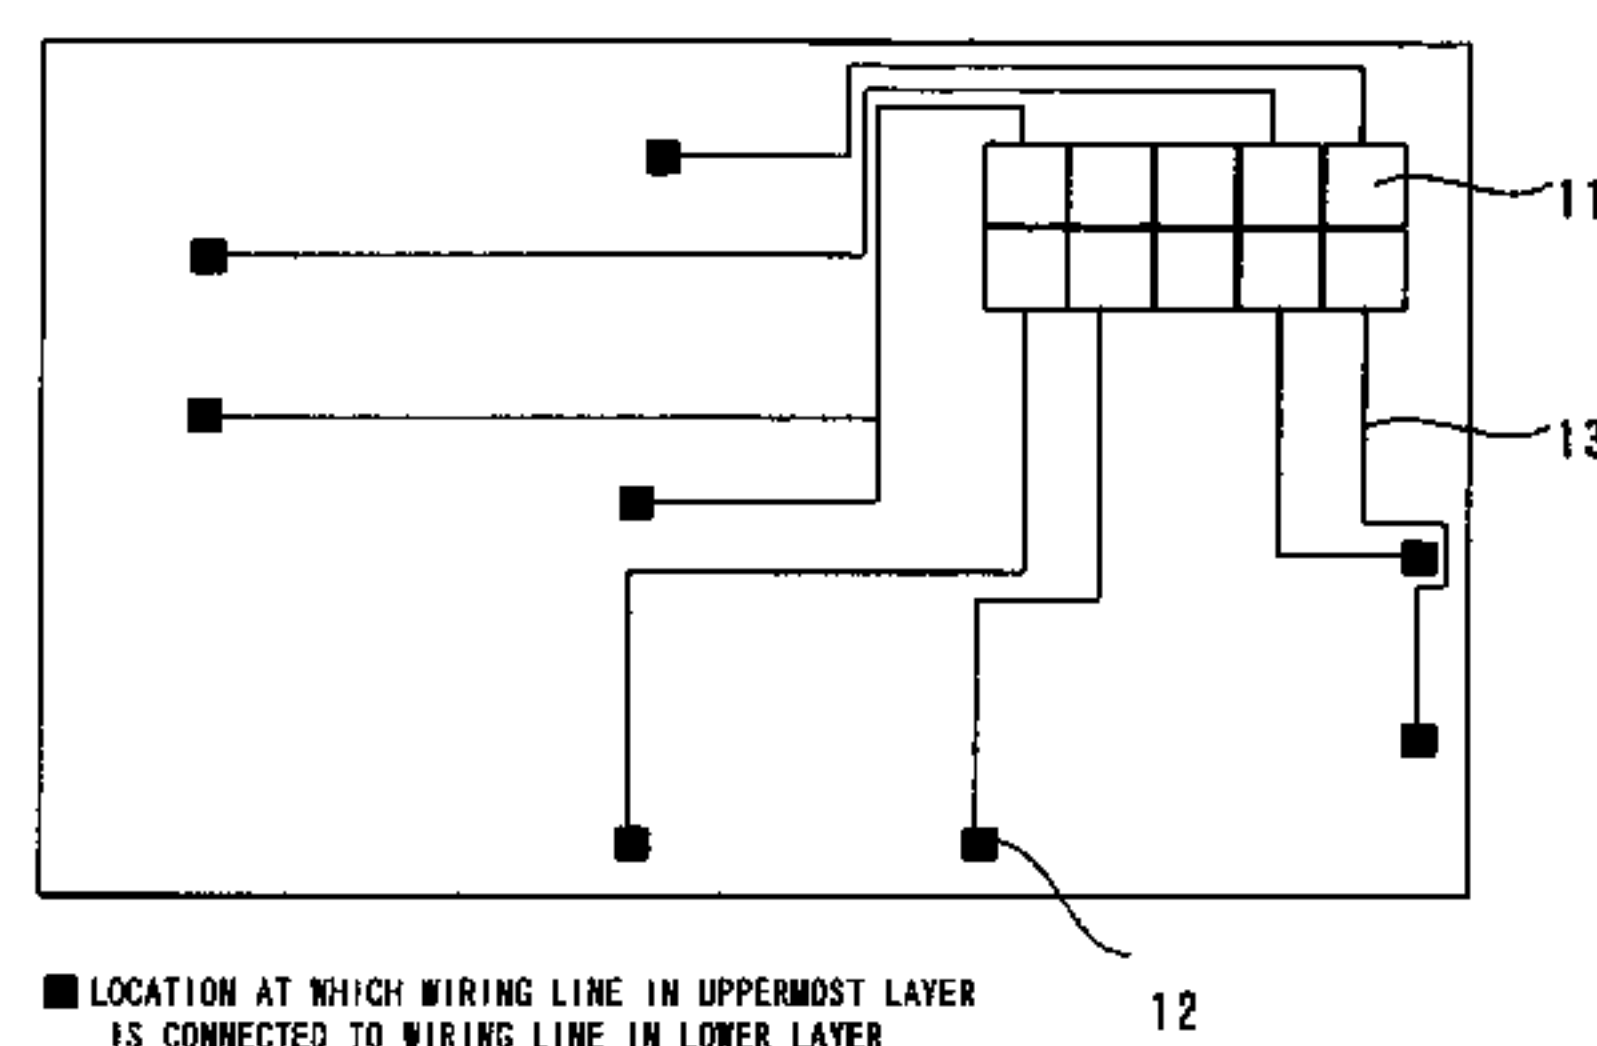 11
13
■ LOCATION AT WHICH WIRING LINE IN UPPERMOST LAYER
IS CONNECTED TO WIRING LINE IN LOWER LAYER
12